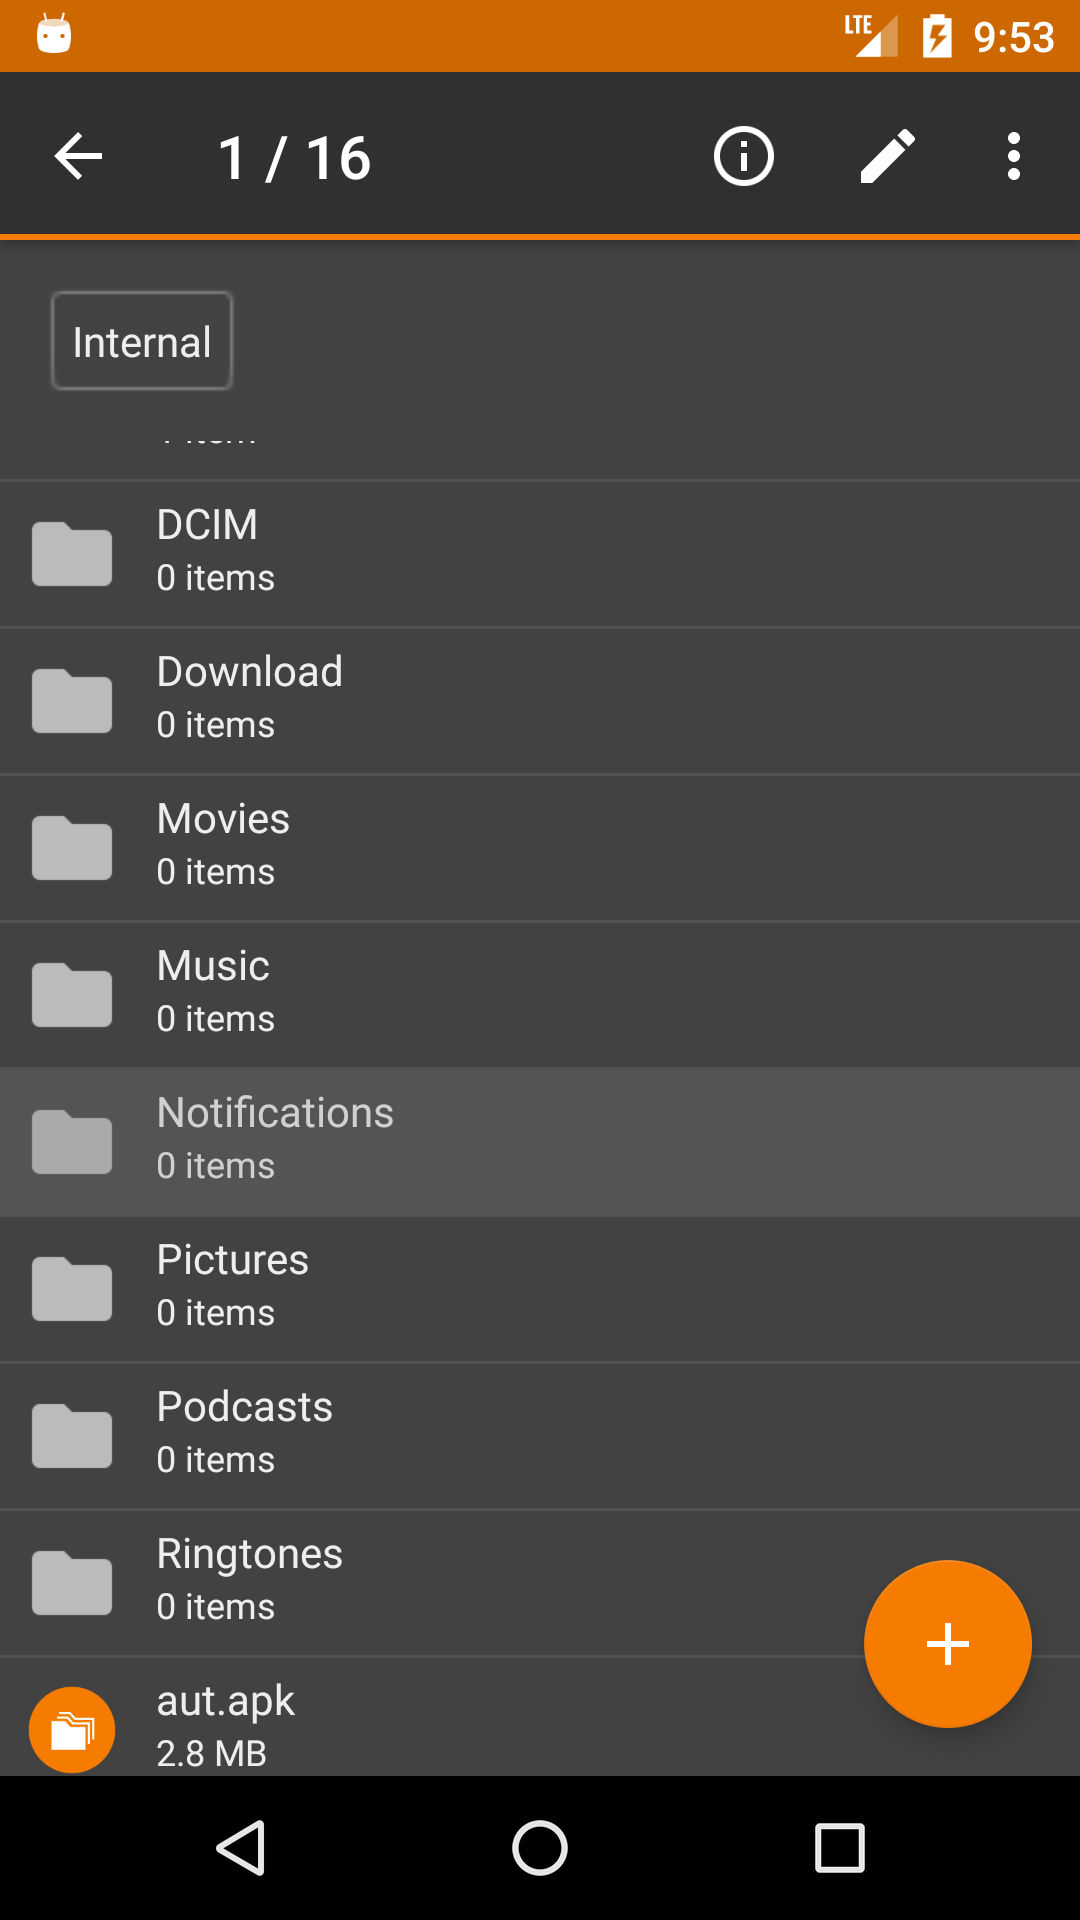 LTE 9:53
1 / 16
Internal
DCIM
0 items
Download
0 items
Movies
0 items
Music
0 items
Notifications
0 items
Pictures
0 items
Podcasts
0 items
Ringtones
0 items
aut.apk
2.8 MB